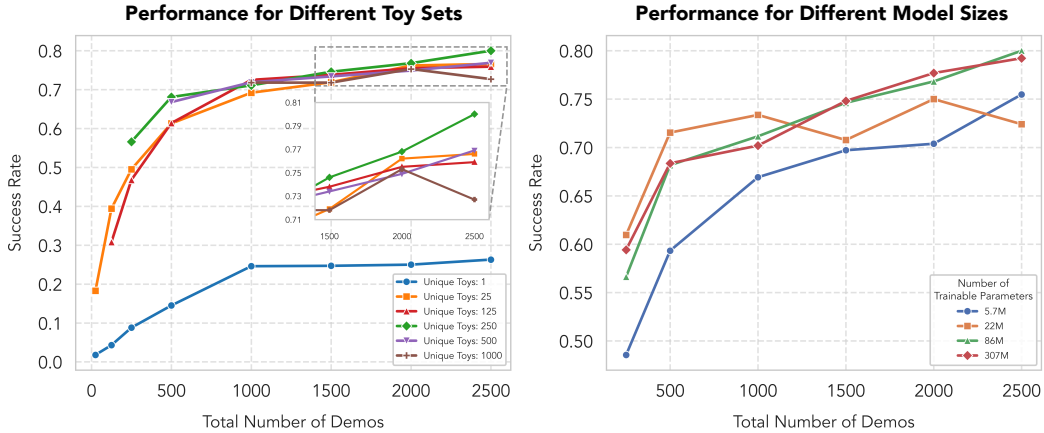 Performance for Different Toy Sets
Success Rate
0.8
0.7
0.6
0.5
0.4
0.3
0.2
0.1
0.0
0.81
0.79
0.77
0.75
0.73
0.71
1500
2000
2500
Unique Toys: 1
Unique Toys: 25
Unique Toys: 125
Unique Toys: 250
Unique Toys: 500
Unique Toys: 1000
0
500
1000
1500
2000
2500
Total Number of Demos
Performance for Different Model Sizes
Success Rate
0.80
0.75
0.70
0.65
0.60
0.55
0.50
Number of
Trainable Parameters
5.7M
22M
86M
307M
500
1000
1500
2000
2500
Total Number of Demos